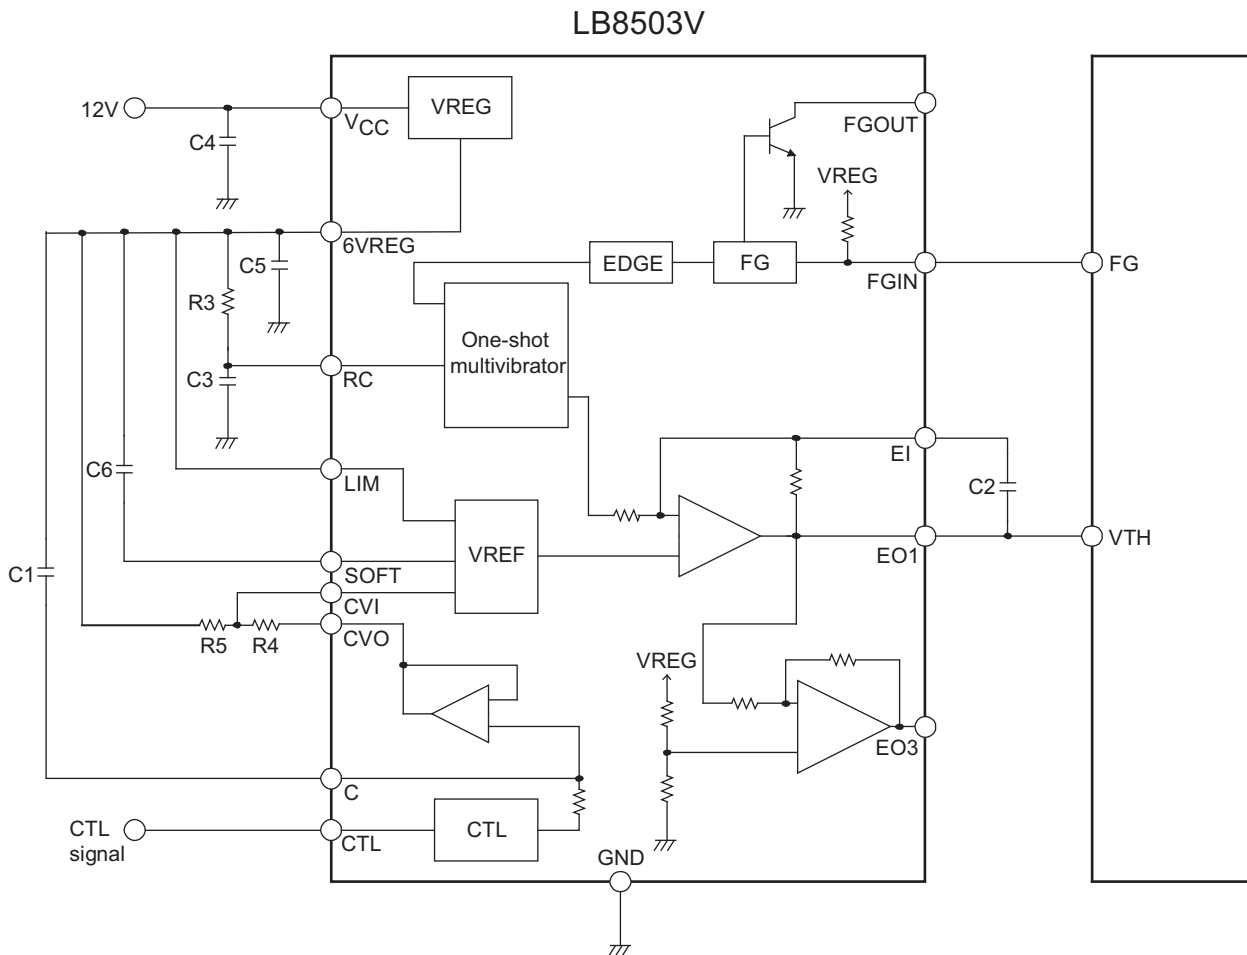 LB8503V
12V
VCC
VREG
FGOUT
C4
VREG
6VREG
C5
EDGE
FG
FGIN
FG
R3
One-shot
multivibrator
C3
RC
EI
C6
LIM
C2
VREF
EO1
VTH
C1
SOFT
CVI
R5
R4
CVO
VREG
EO3
C
CTL
signal
CTL
CTL
GND